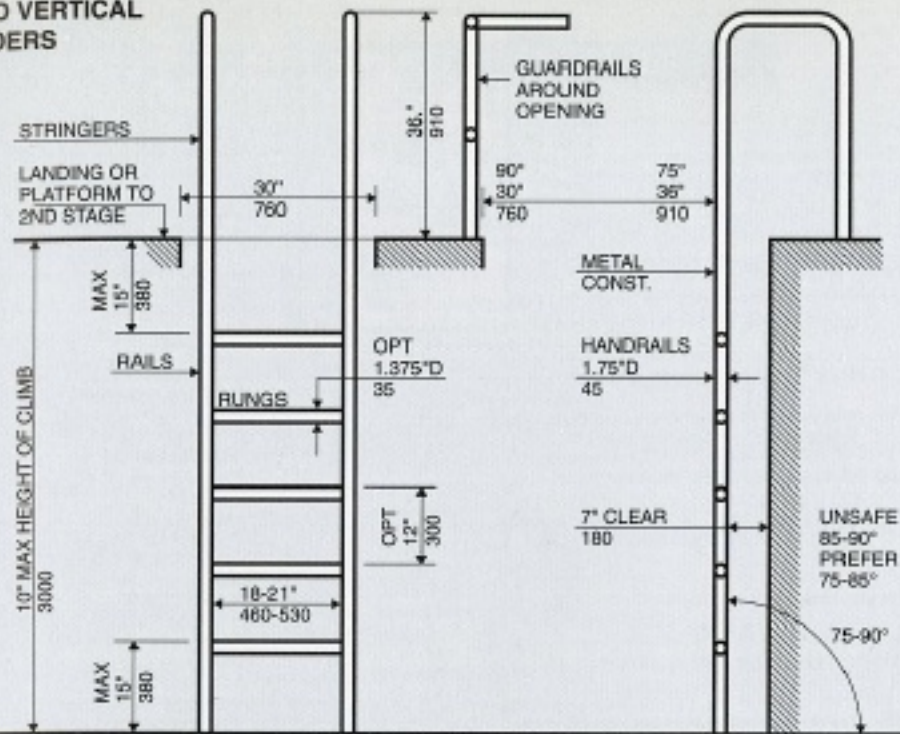 D VERTICAL
DERS
STRINGERS
LANDING OR
PLATFORM TO
2ND STAGE
30"
760
36."
910
GUARDRAILS
AROUND
OPENING
90"
30"
760
75"
36"
910
MAX
15"
380
METAL
CONST.
RAILS
OPT
1.375"D
35
HANDRAILS
1.75"D
45
RUNGS
10" MAX HEIGHT OF CLIMB
3000
OPT
12"
300
7" CLEAR
180
UNSAFE
85-90°
PREFER
75-85°
18-21"
460-530
75-90°
MAX
15"
380